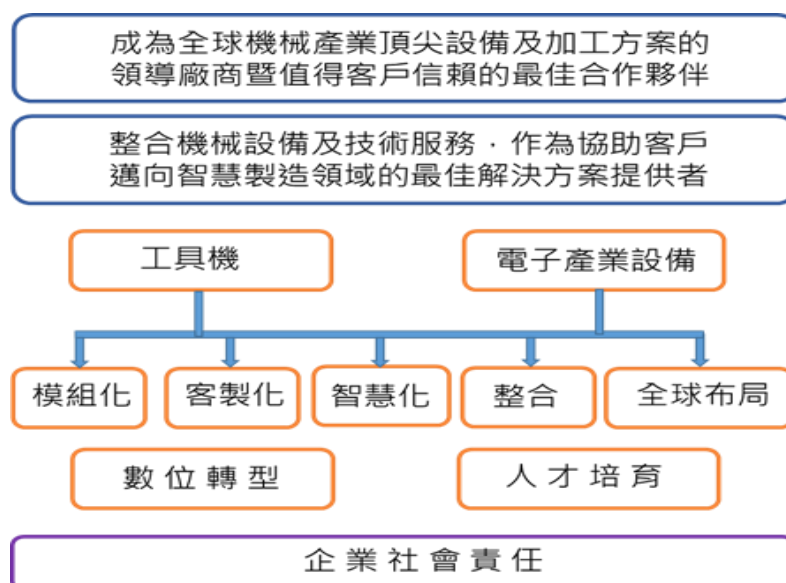 成為全球機械產業頂尖設備及加工方案的
領導廠商暨值得客戶信賴的最佳合作夥伴
整合機械設備及技術服務．作為協助客戶
邁向智慧製造領域的最佳解決方案提供者
工具機
電子產業設備
模組化
客製化
智慧化
整合
全球布局
數位轉型
人才培育
企業社會責任